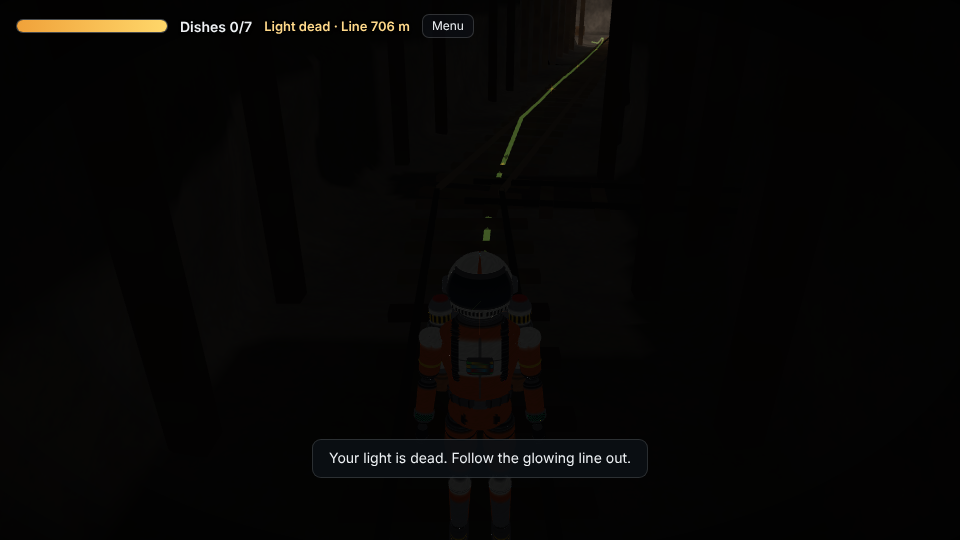 Dishes 0/7 Light dead · Line 706 m Menu
Your light is dead. Follow the glowing line out.